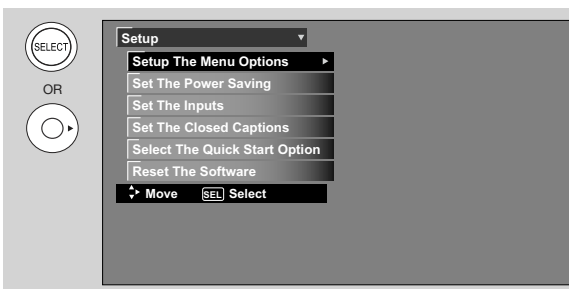 SELECT
OR
Setup
Setup The Menu Options
Set The Power Saving
Set The Inputs
Set The Closed Captions
Select The Quick Start Option
Reset The Software
Move SEL Select